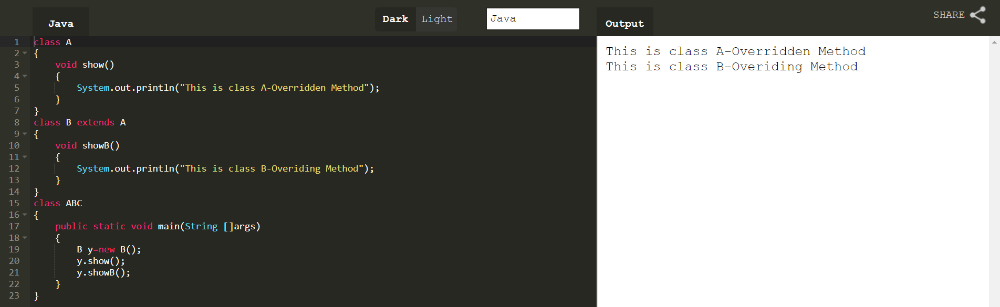 Java
Dark Light
Java
Output
SHARE
1 class A
2 {
3     void show()
4     {
5         System.out.println("This is class A-Overridden Method");
6     }
7 }
8 class B extends A
9 {
10     void showB()
11     {
12         System.out.println("This is class B-Overiding Method");
13     }
14 }
15 class ABC
16 {
17     public static void main(String []args)
18     {
19         B y=new B();
20         y.show();
21         y.showB();
22     }
23 }
This is class A-Overridden Method
This is class B-Overiding Method